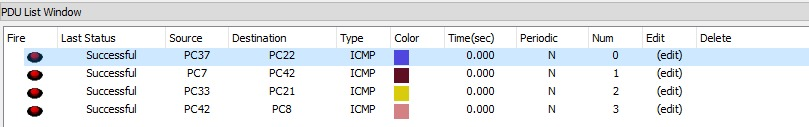 PDU List Window
Fire Last Status Source Destination Type Color Time(sec) Periodic Num Edit Delete
Successful PC37 PC22 ICMP 0.000 N 0 (edit)
Successful PC7 PC42 ICMP 0.000 N 1 (edit)
Successful PC33 PC21 ICMP 0.000 N 2 (edit)
Successful PC42 PC8 ICMP 0.000 N 3 (edit)